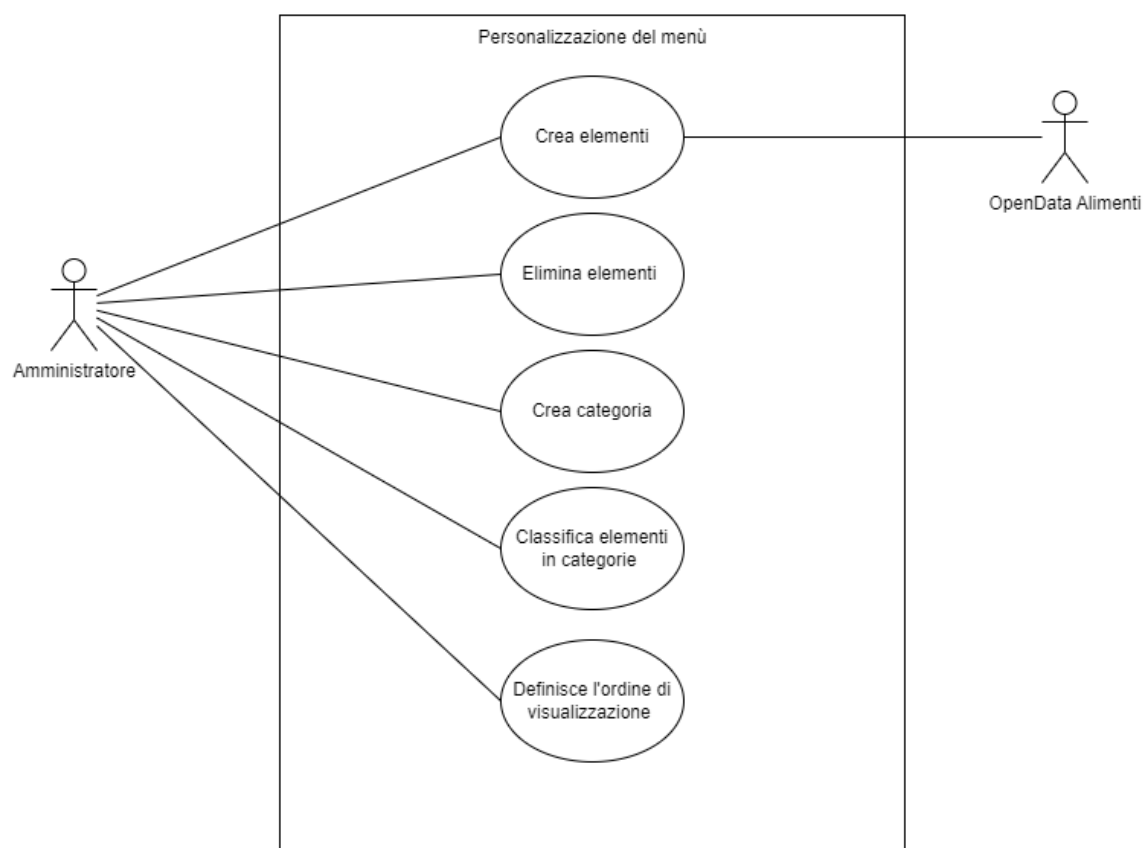 Personalizzazione del menù
Crea elementi
OpenData Alimenti
Elimina elementi
Amministratore
Crea categoria
Classifica elementi
in categorie
Definisce l'ordine di
visualizzazione